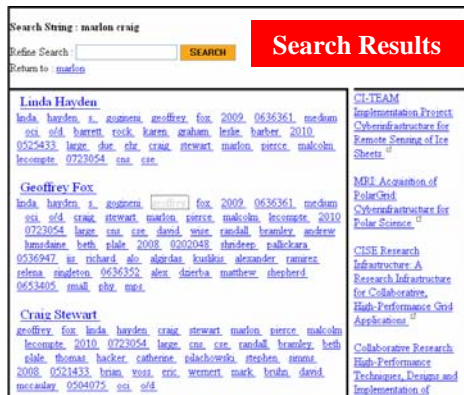 Search String : marlon craig
Refine Search : SEARCH
Return to : marlon
Search Results
Linda Hayden
linda, hayden, s., gogineni, geoffrey, fox, 2009, 0636361, medium
oci, o/d, barrett, rock, karen, graham, leslie, barber, 2010
0525433, large, due, ehr, craig, stewart, marlon, pierce, malcolm,
lecompte, 0723054, cns, cse,
Geoffrey Fox
linda, hayden, s., gogineni, geoffrey, fox, 2009, 0636361, medium
oci, o/d, craig, stewart, marlon, pierce, malcolm, lecompte, 2010
0723054, large, cns, cse, david, wise, randall, bramley, andrew
lumsdaine, beth, plale, 2008, 0202048, shrideep, pallickara,
0536947, iis, richard, alo, algirdas, kuslikis, alexander, ramirez,
selena, singleton, 0636352, alex, dzierba, matthew, shepherd,
0653405, small, phy, mps,
Craig Stewart
geoffrey, fox, linda, hayden, craig, stewart, marlon, pierce, malcolm
lecompte, 2010, 0723054, large, cns, cse, randall, bramley, beth
plale, thomas, hacker, catherine, pilachowski, stephen, simms,
2008, 0521433, brian, voss, eric, wernert, mark, bruhn, david,
mccaulay, 0504075, oci, o/d,
CI-TEAM
Implementation Project:
Cyberinfrastructure for
Remote Sensing of Ice
Sheets
MRI: Acquisition of
PolarGrid:
Cyberinfrastructure for
Polar Science
CISE Research
Infrastructure: A
Research Infrastructure
for Collaborative,
High-Performance Grid
Applications
Collaborative Research:
High-Performance
Techniques, Designs and
Implementation of